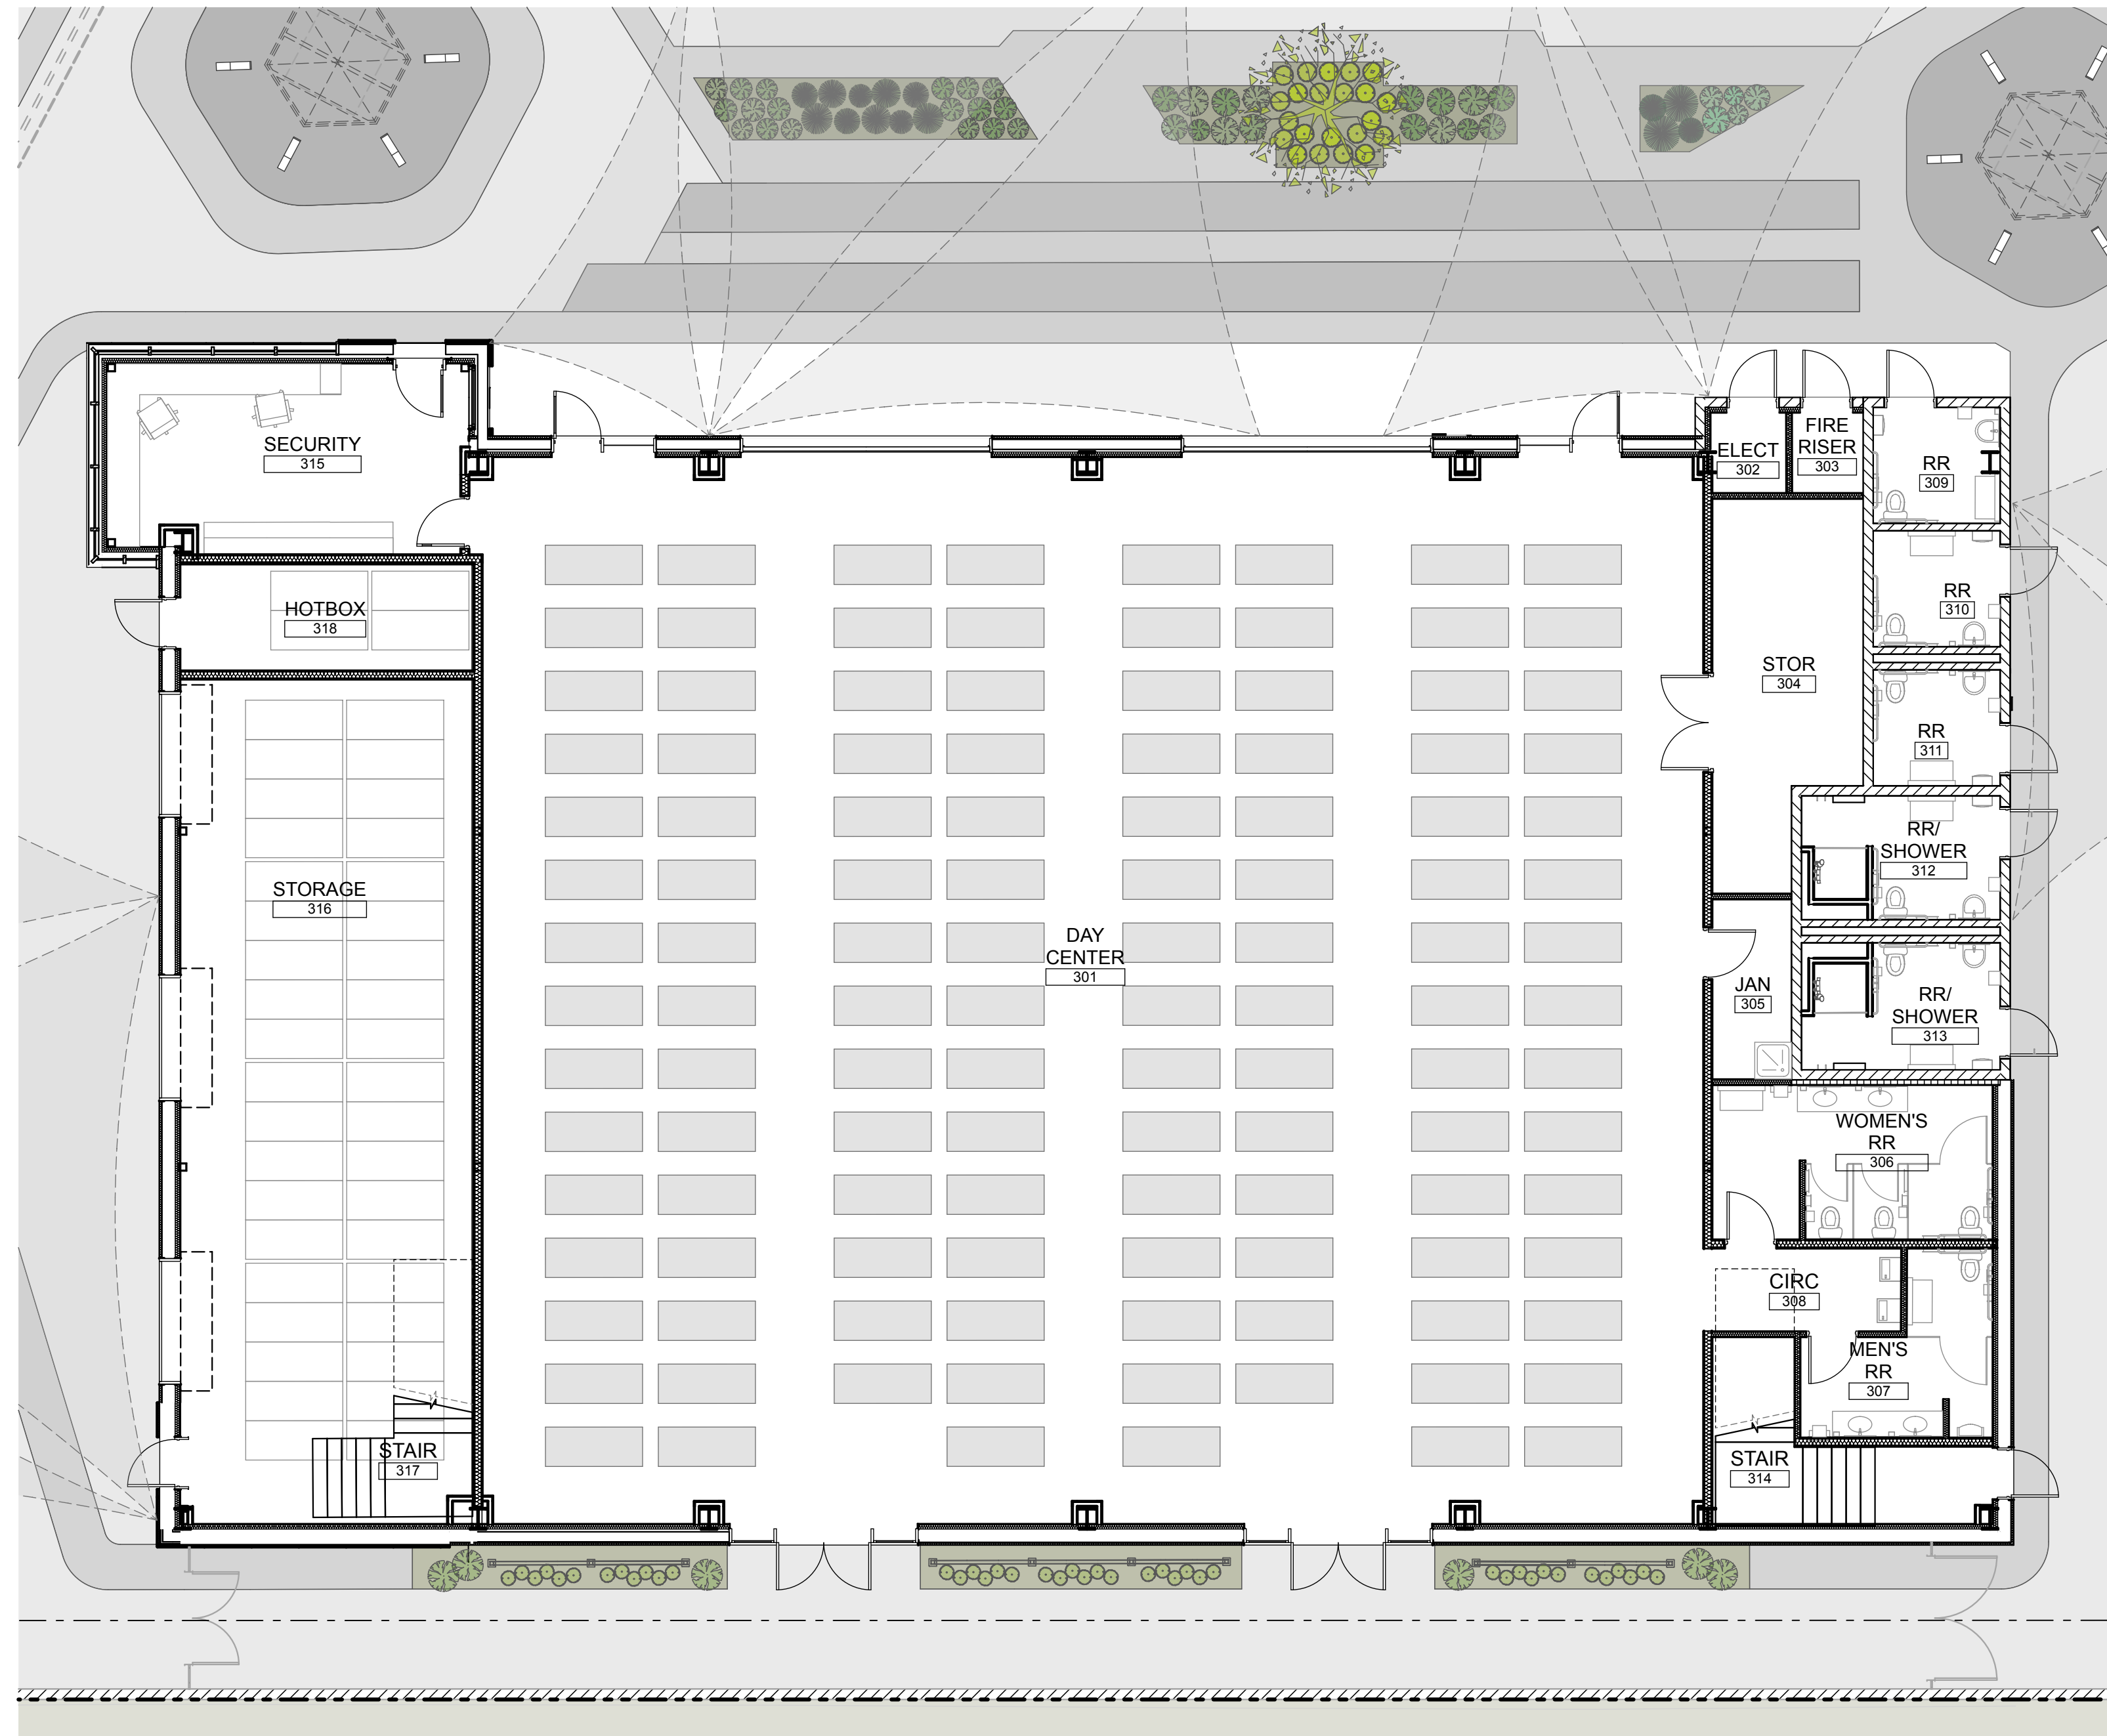 SECURITY
315
ELECT
302
FIRE
RISER
303
RR
309
HOTBOX
318
RR
310
STOR
304
RR
311
RR/
SHOWER
312
STORAGE
316
DAY
CENTER
301
JAN
305
RR/
SHOWER
313
WOMEN'S
RR
306
CIRC
308
MEN'S
RR
307
STAIR
317
STAIR
314